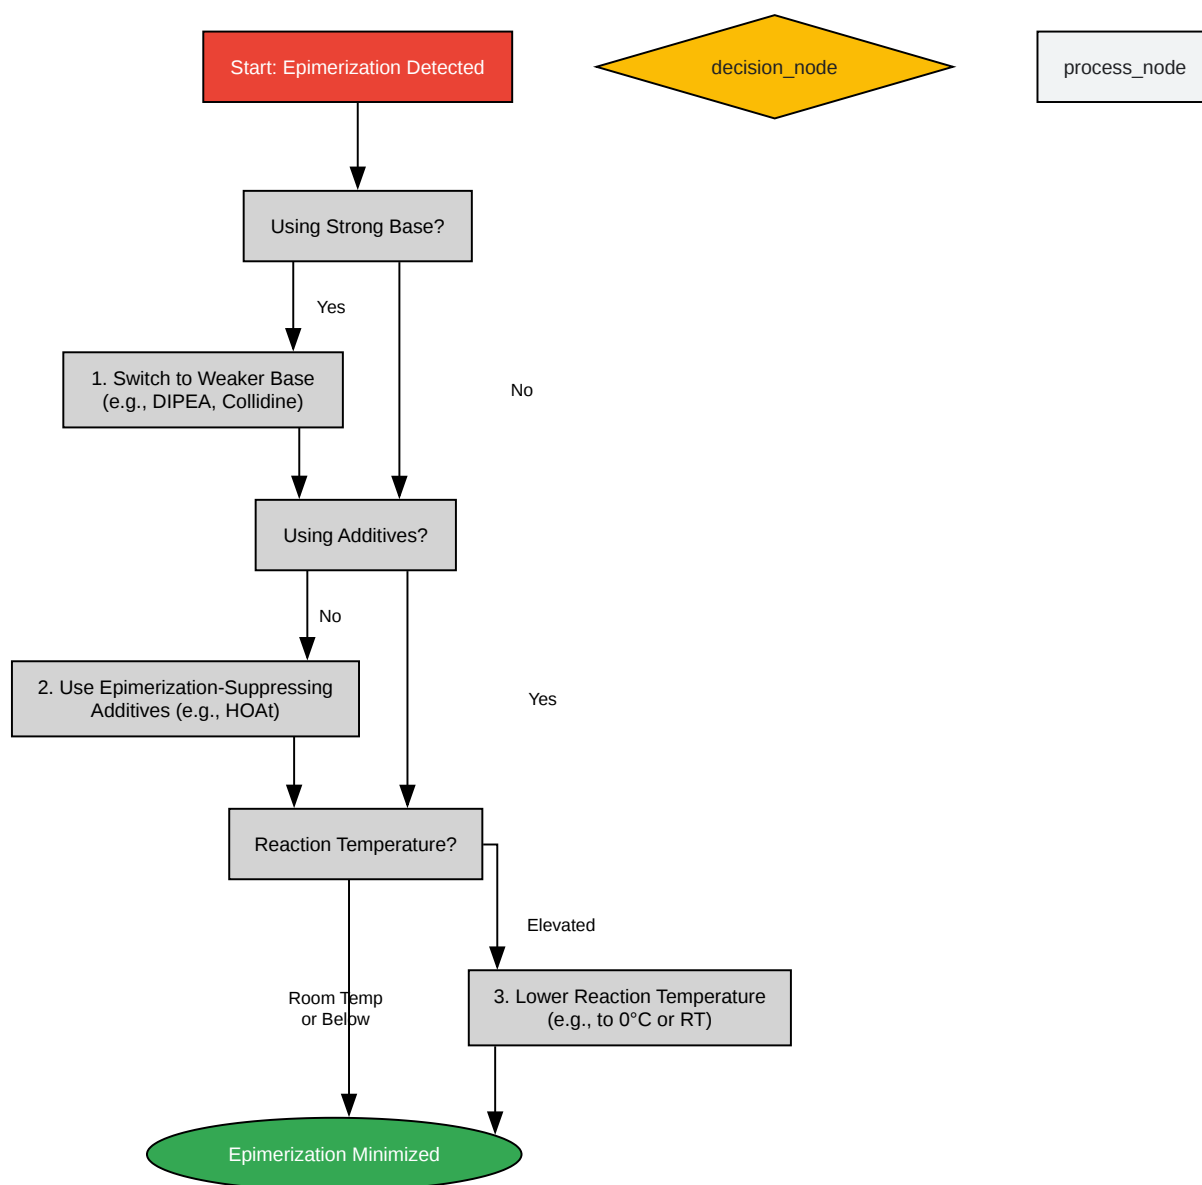 Start: Epimerization Detected
decision_node
process_node
Using Strong Base?
Yes
1. Switch to Weaker Base
(e.g., DIPEA, Collidine)
No
Using Additives?
No
2. Use Epimerization-Suppressing
Additives (e.g., HOAt)
Yes
Reaction Temperature?
Elevated
Room Temp
or Below
3. Lower Reaction Temperature
(e.g., to 0°C or RT)
Epimerization Minimized